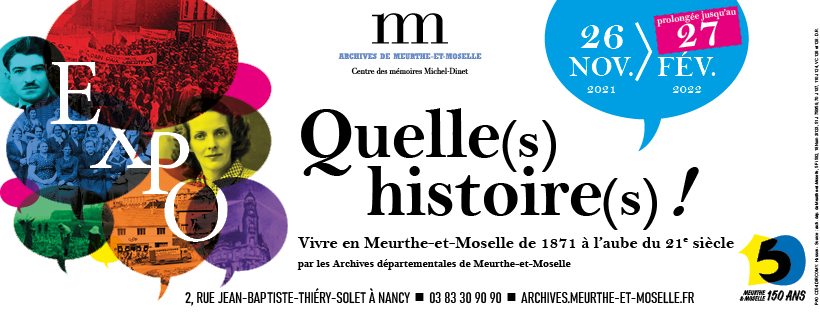 EXPO
ARCHIVES DE MEURTHE-ET-MOSELLE
Centre des mémoires Michel-Dinet
26
NOV.
2021
prolongée jusqu'au
27
FÉV.
2022
Quelle(s)
histoire(s) !
Vivre en Meurthe-et-Moselle de 1871 à l'aube du 21e siècle
par les Archives départementales de Meurthe-et-Moselle
150
MEURTHE
& MOSELLE 150 ANS
2, RUE JEAN-BAPTISTE-THIÉRY-SOLET À NANCY ■ 03 83 30 90 90 ■ ARCHIVES.MEURTHE-ET-MOSELLE.FR